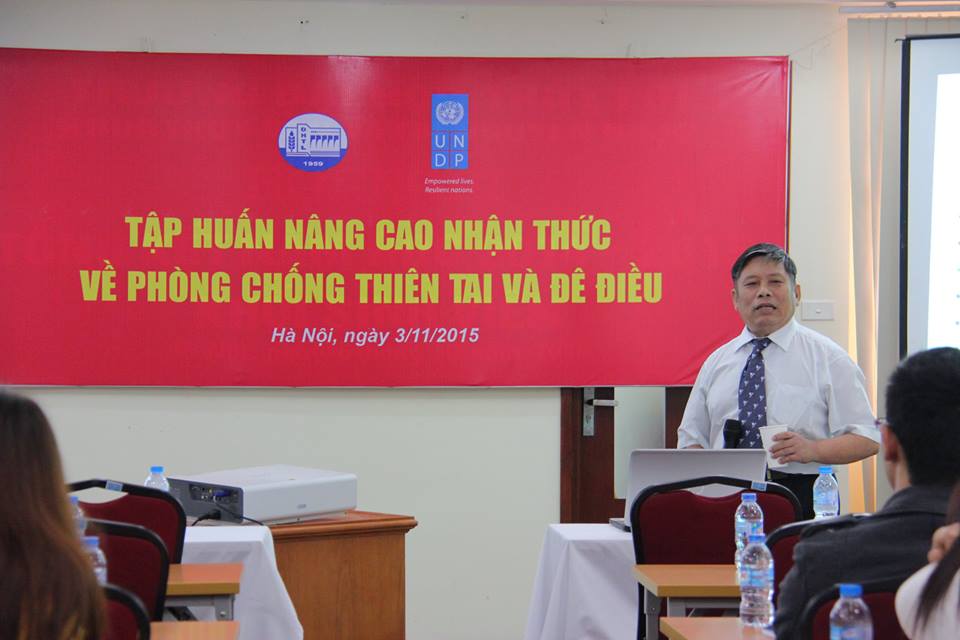 ĐHTL
1959
UN
DP
Empowered lives.
Resilient nations.
TẬP HUẤN NÂNG CAO NHẬN THỨC
VỀ PHÒNG CHỐNG THIÊN TAI VÀ ĐÊ ĐIỀU
Hà Nội, ngày 3/11/2015